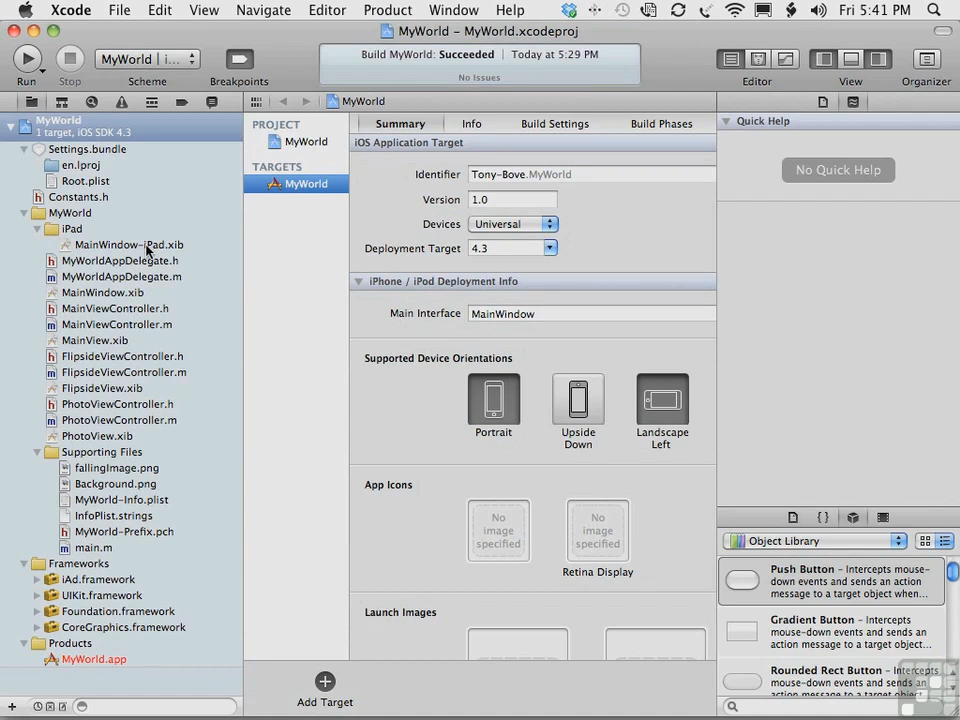 Xcode File Edit View Navigate Editor Product Window Help Fri 5:41 PM
MyWorld - MyWorld.xcodeproj
Run Stop MyWorld | i... Scheme Breakpoints
Build MyWorld: Succeeded Today at 5:29 PM
No Issues
Editor View Organizer
MyWorld
1 target, iOS SDK 4.3
Settings.bundle
en.lproj
Root.plist
Constants.h
MyWorld
iPad
MainWindow-iPad.xib
MyWorldAppDelegate.h
MyWorldAppDelegate.m
MainWindow.xib
MainViewController.h
MainViewController.m
MainView.xib
FlipsideViewController.h
FlipsideViewController.m
FlipsideView.xib
PhotoViewController.h
PhotoViewController.m
PhotoView.xib
Supporting Files
fallingImage.png
Background.png
MyWorld-Info.plist
InfoPlist.strings
MyWorld-Prefix.pch
main.m
Frameworks
iAd.framework
UIKit.framework
Foundation.framework
CoreGraphics.framework
Products
MyWorld.app
MyWorld
PROJECT
MyWorld
TARGETS
MyWorld
Add Target
Summary Info Build Settings Build Phases
iOS Application Target
Identifier Tony-Bove.MyWorld
Version 1.0
Devices Universal
Deployment Target 4.3
iPhone / iPod Deployment Info
Main Interface MainWindow
Supported Device Orientations
Portrait
Upside Down
Landscape Left
App Icons
No image specified
No image specified
Retina Display
Launch Images
Quick Help
No Quick Help
{ }
Object Library
Push Button - Intercepts mouse-
down events and sends an action
message to a target object when...
Gradient Button - Intercepts
mouse-down events and sends an
action message to a target object...
Rounded Rect Button - Intercepts
mouse-down events and sends an